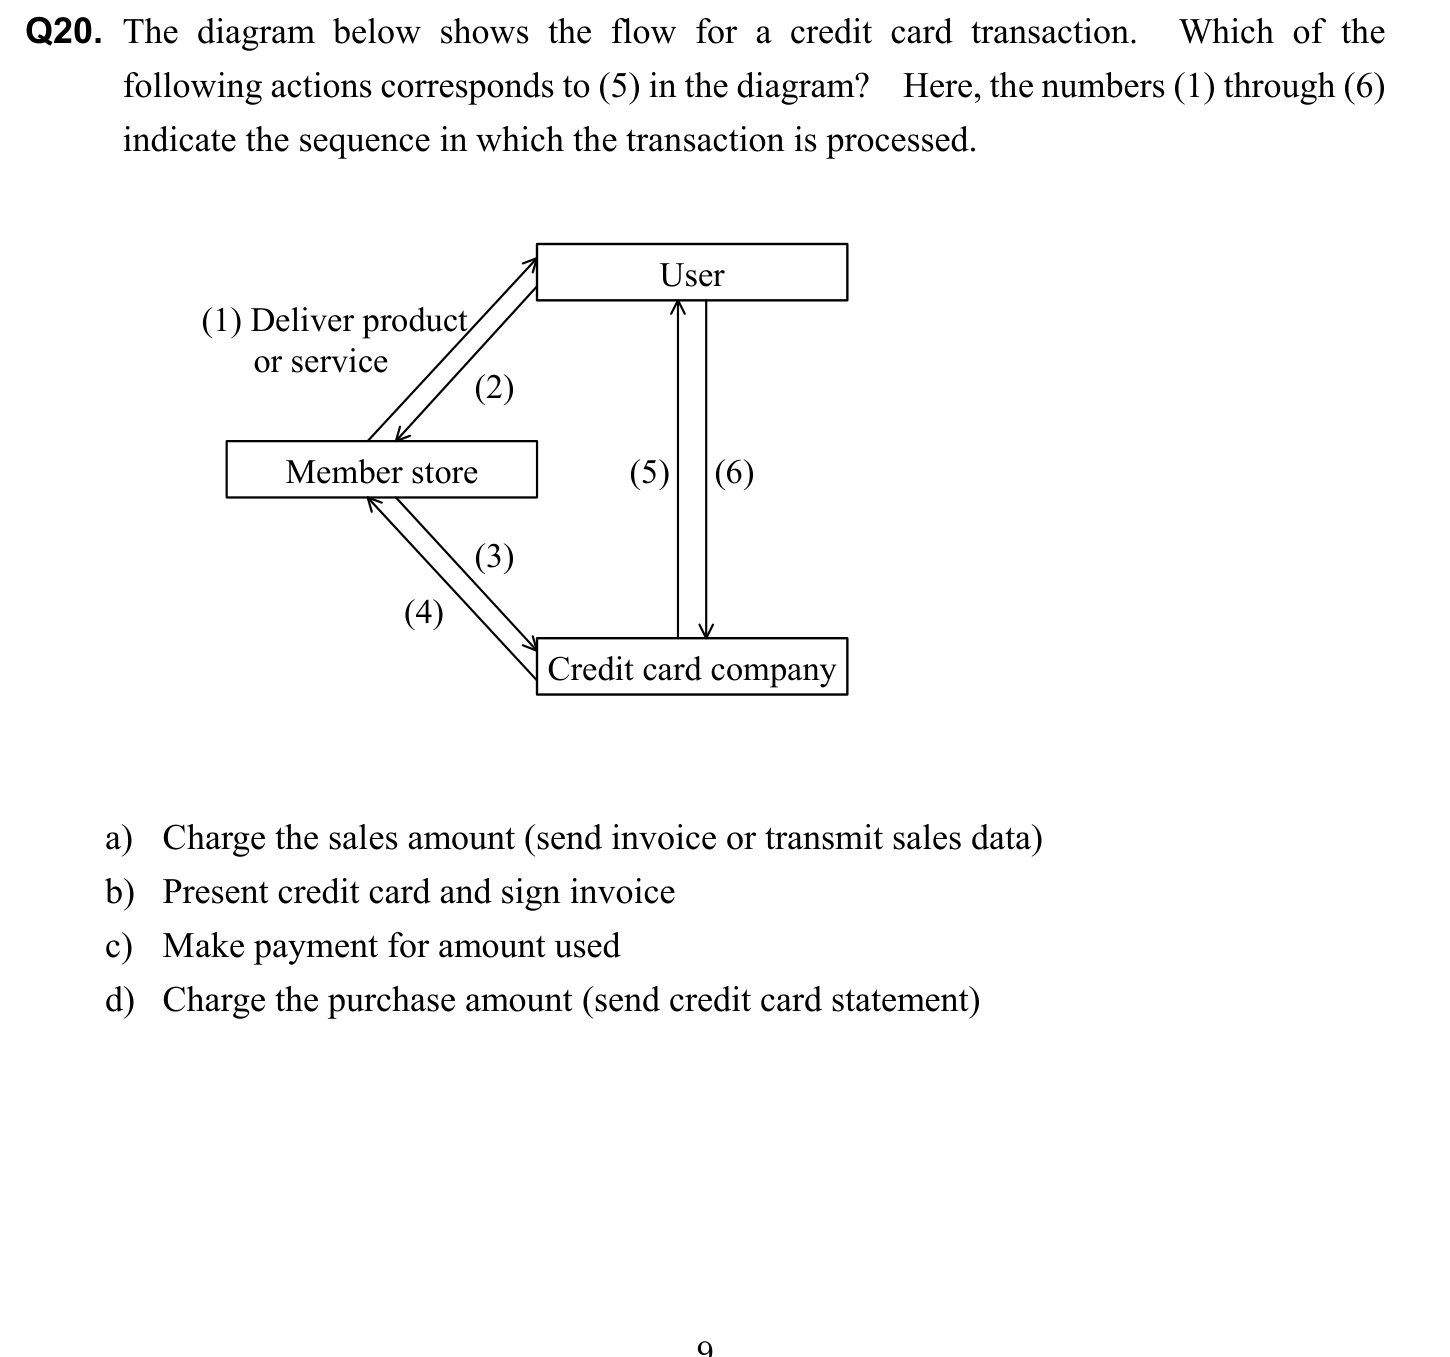 Q20. The diagram below shows the flow for a credit card transaction. Which of the
following actions corresponds to (5) in the diagram? Here, the numbers (1) through (6)
indicate the sequence in which the transaction is processed.
User
(1) Deliver product
or service
(2)
Member store
(5)
(6)
(3)
(4)
Credit card company
a) Charge the sales amount (send invoice or transmit sales data)
b) Present credit card and sign invoice
c) Make payment for amount used
d) Charge the purchase amount (send credit card statement)
9